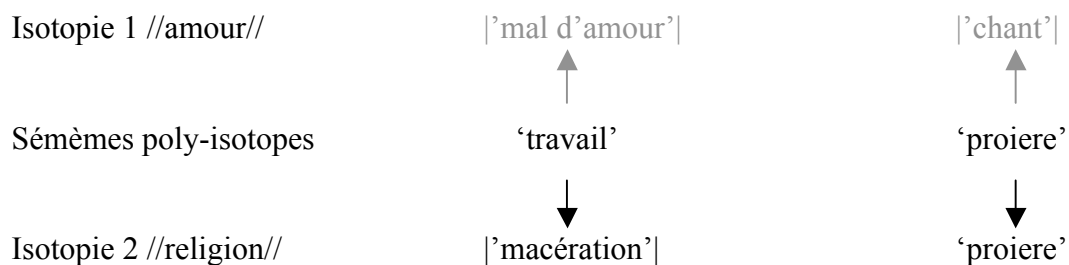 Isotopie 1 //amour// |’mal d’amour’| |’chant’|
Sémèmes poly-isotopes ‘travail’ ‘proiere’
Isotopie 2 //religion// |’macération’| ‘proiere’